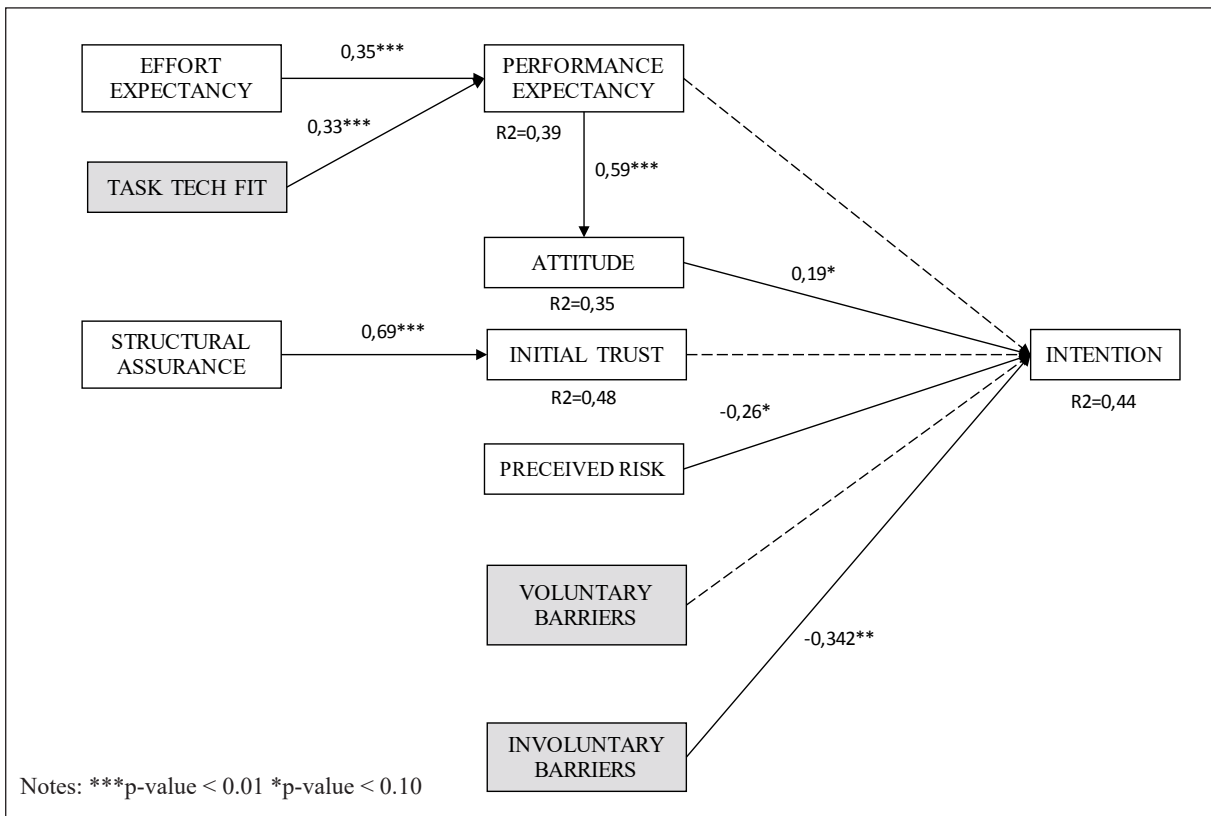 0,35***
EFFORT
EXPECTANCY
PERFORMANCE
EXPECTANCY
0,33***
R2=0,39
TASK TECH FIT
0,59***
ATTITUDE
0,19*
R2=0,35
STRUCTURAL
ASSURANCE
0,69***
INITIAL TRUST
INTENTION
R2=0,48
R2=0,44
-0,26*
PRECEIVED RISK
VOLUNTARY
BARRIERS
-0,342**
INVOLUNTARY
BARRIERS
Notes: ***p-value < 0.01 *p-value < 0.10